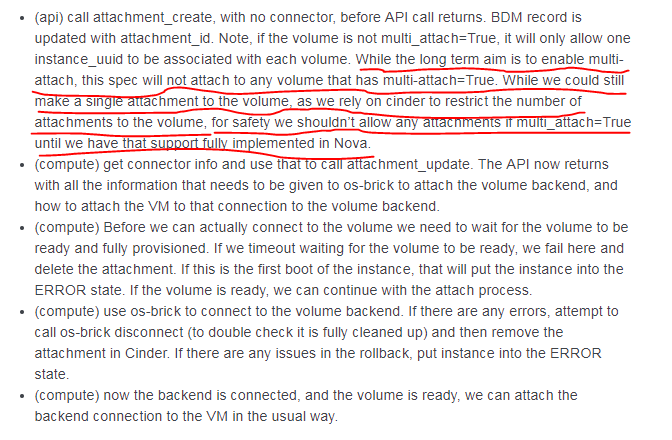 • (api) call attachment_create, with no connector, before API call returns. BDM record is
updated with attachment_id. Note, if the volume is not multi_attach=True, it will only allow one
instance_uuid to be associated with each volume. While the long term aim is to enable multi-
attach, this spec will not attach to any volume that has multi-attach=True. While we could still
make a single attachment to the volume, as we rely on cinder to restrict the number of
attachments to the volume, for safety we shouldn't allow any attachments if multi_attach=True
until we have that support fully implemented in Nova.
• (compute) get connector info and use that to call attachment_update. The API now returns
with all the information that needs to be given to os-brick to attach the volume backend, and
how to attach the VM to that connection to the volume backend.
• (compute) Before we can actually connect to the volume we need to wait for the volume to be
ready and fully provisioned. If we timeout waiting for the volume to be ready, we fail here and
delete the attachment. If this is the first boot of the instance, that will put the instance into the
ERROR state. If the volume is ready, we can continue with the attach process.
• (compute) use os-brick to connect to the volume backend. If there are any errors, attempt to
call os-brick disconnect (to double check it is fully cleaned up) and then remove the
attachment in Cinder. If there are any issues in the rollback, put instance into the ERROR
state.
• (compute) now the backend is connected, and the volume is ready, we can attach the
backend connection to the VM in the usual way.